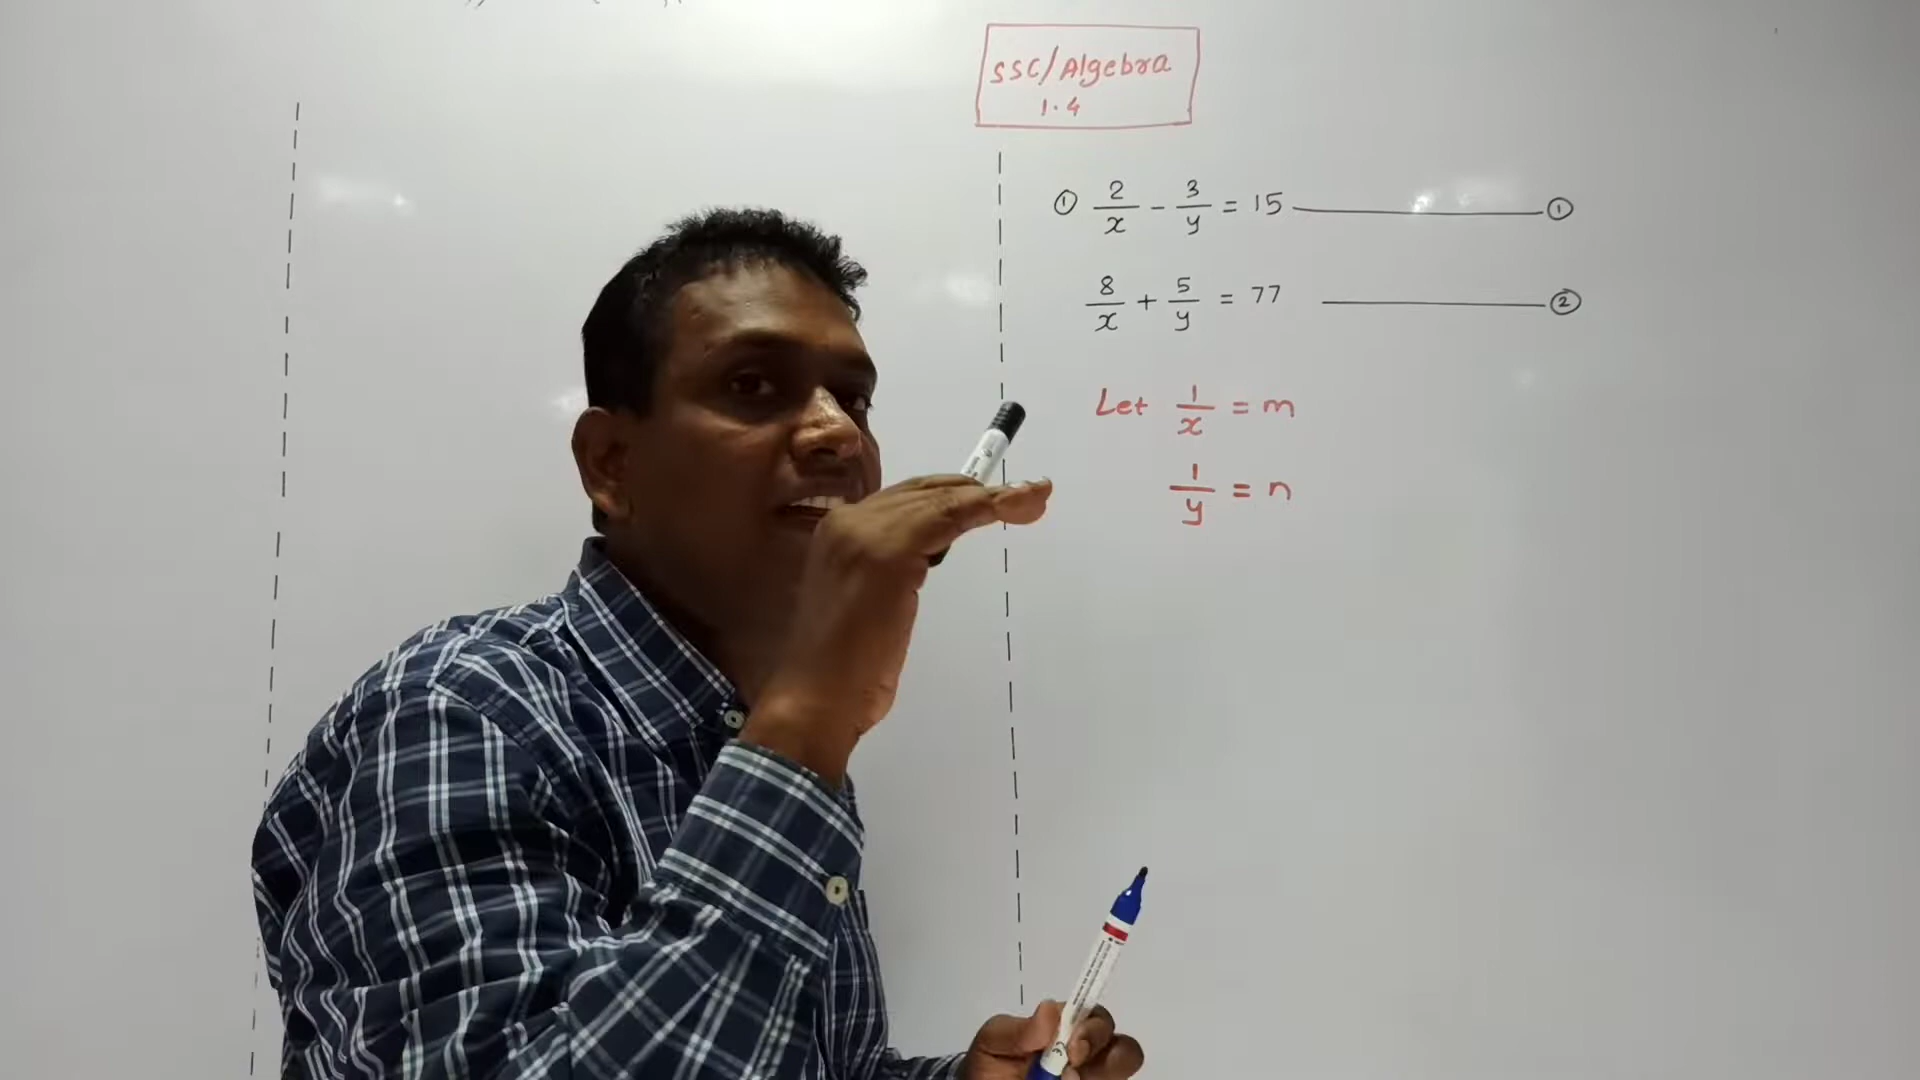 SSC/Algebra
1.4
① 2/x - 3/y = 15 ①
8/x + 5/y = 77 ②
Let 1/x = m
1/y = n